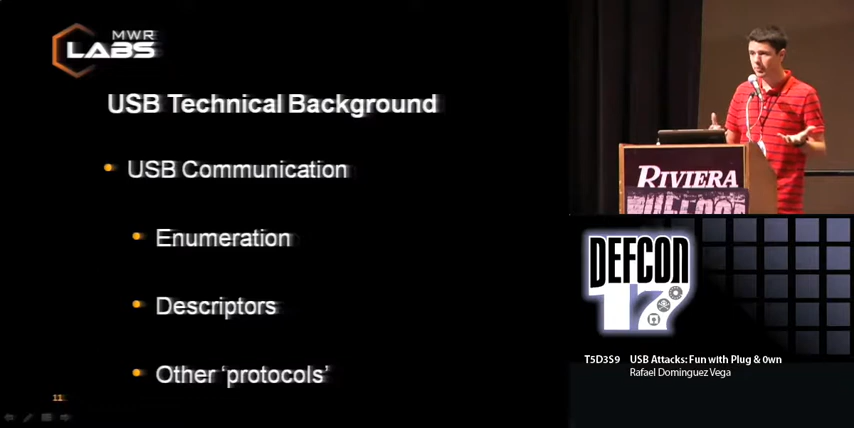 MWR
LABS
USB Technical Background
USB Communication
Enumeration
Descriptors
Other ‘protocols’
11
RIVIERA
DEFCON
17
T5D3S9 USB Attacks: Fun with Plug & 0wn
Rafael Dominguez Vega